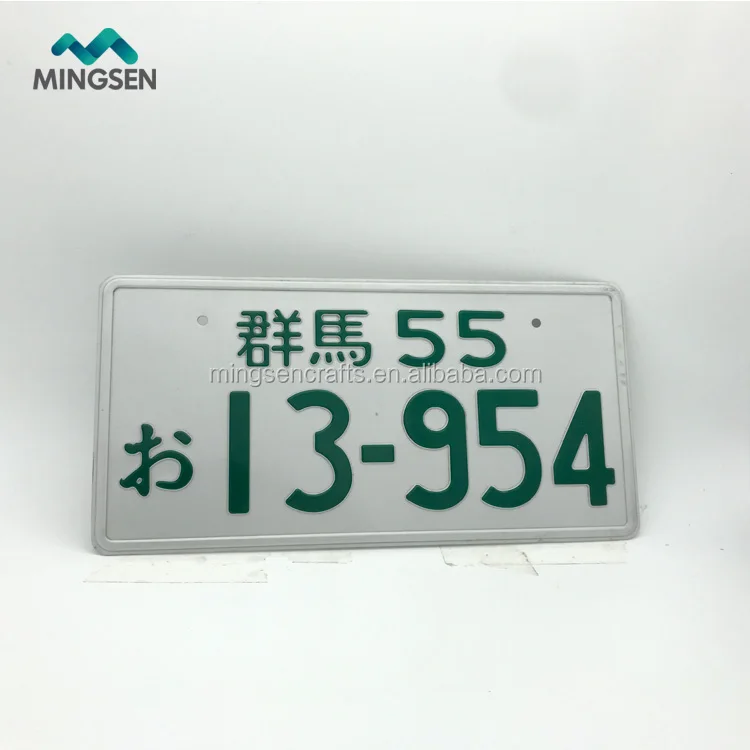 MINGSEN
群馬 55
mingsencrafts.en.alibaba.com
お 13-954